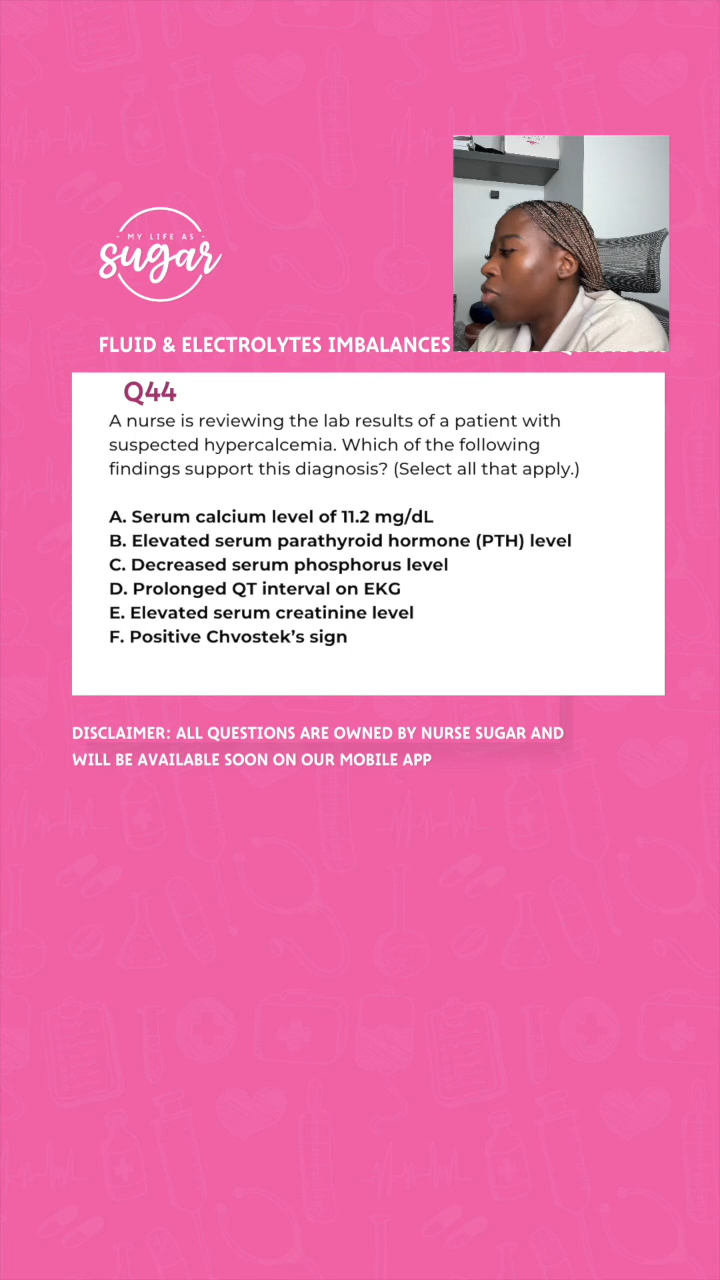 MY LIFE AS
sugar
FLUID & ELECTROLYTES IMBALANCES
Q44
A nurse is reviewing the lab results of a patient with
suspected hypercalcemia. Which of the following
findings support this diagnosis? (Select all that apply.)
A. Serum calcium level of 11.2 mg/dL
B. Elevated serum parathyroid hormone (PTH) level
C. Decreased serum phosphorus level
D. Prolonged QT interval on EKG
E. Elevated serum creatinine level
F. Positive Chvostek's sign
DISCLAIMER: ALL QUESTIONS ARE OWNED BY NURSE SUGAR AND
WILL BE AVAILABLE SOON ON OUR MOBILE APP